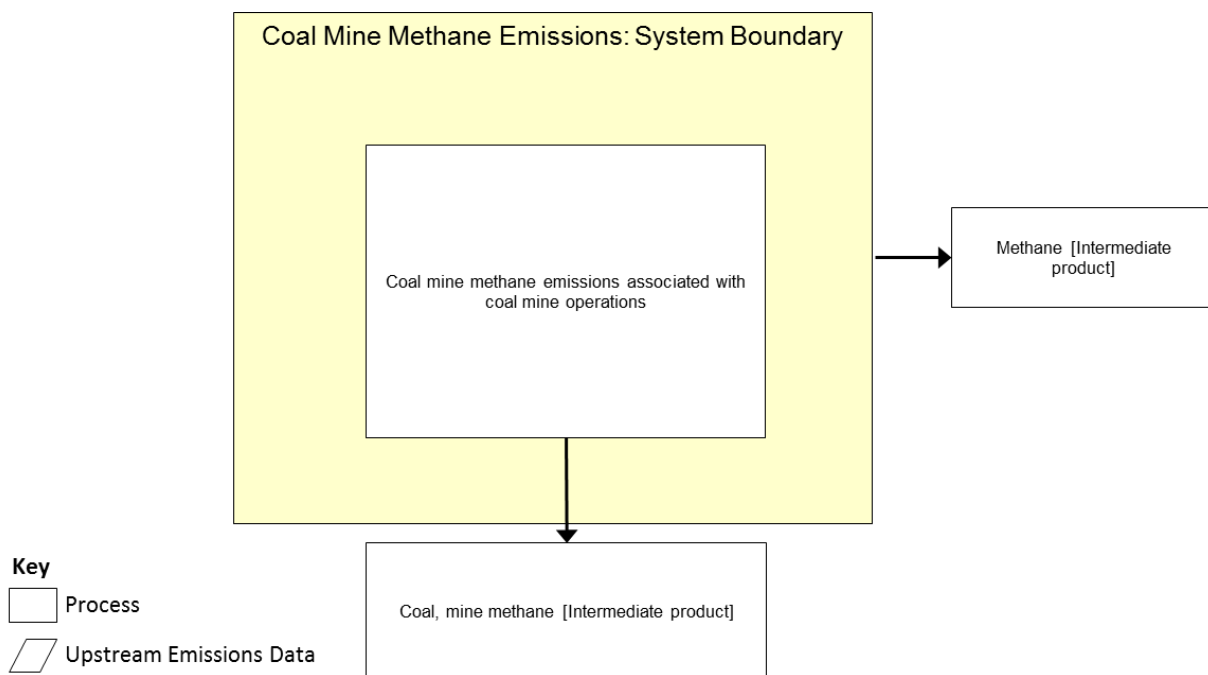 Coal Mine Methane Emissions: System Boundary
Coal mine methane emissions associated with
coal mine operations
Methane [Intermediate
product]
Coal, mine methane [Intermediate product]
Key
Process
Upstream Emissions Data